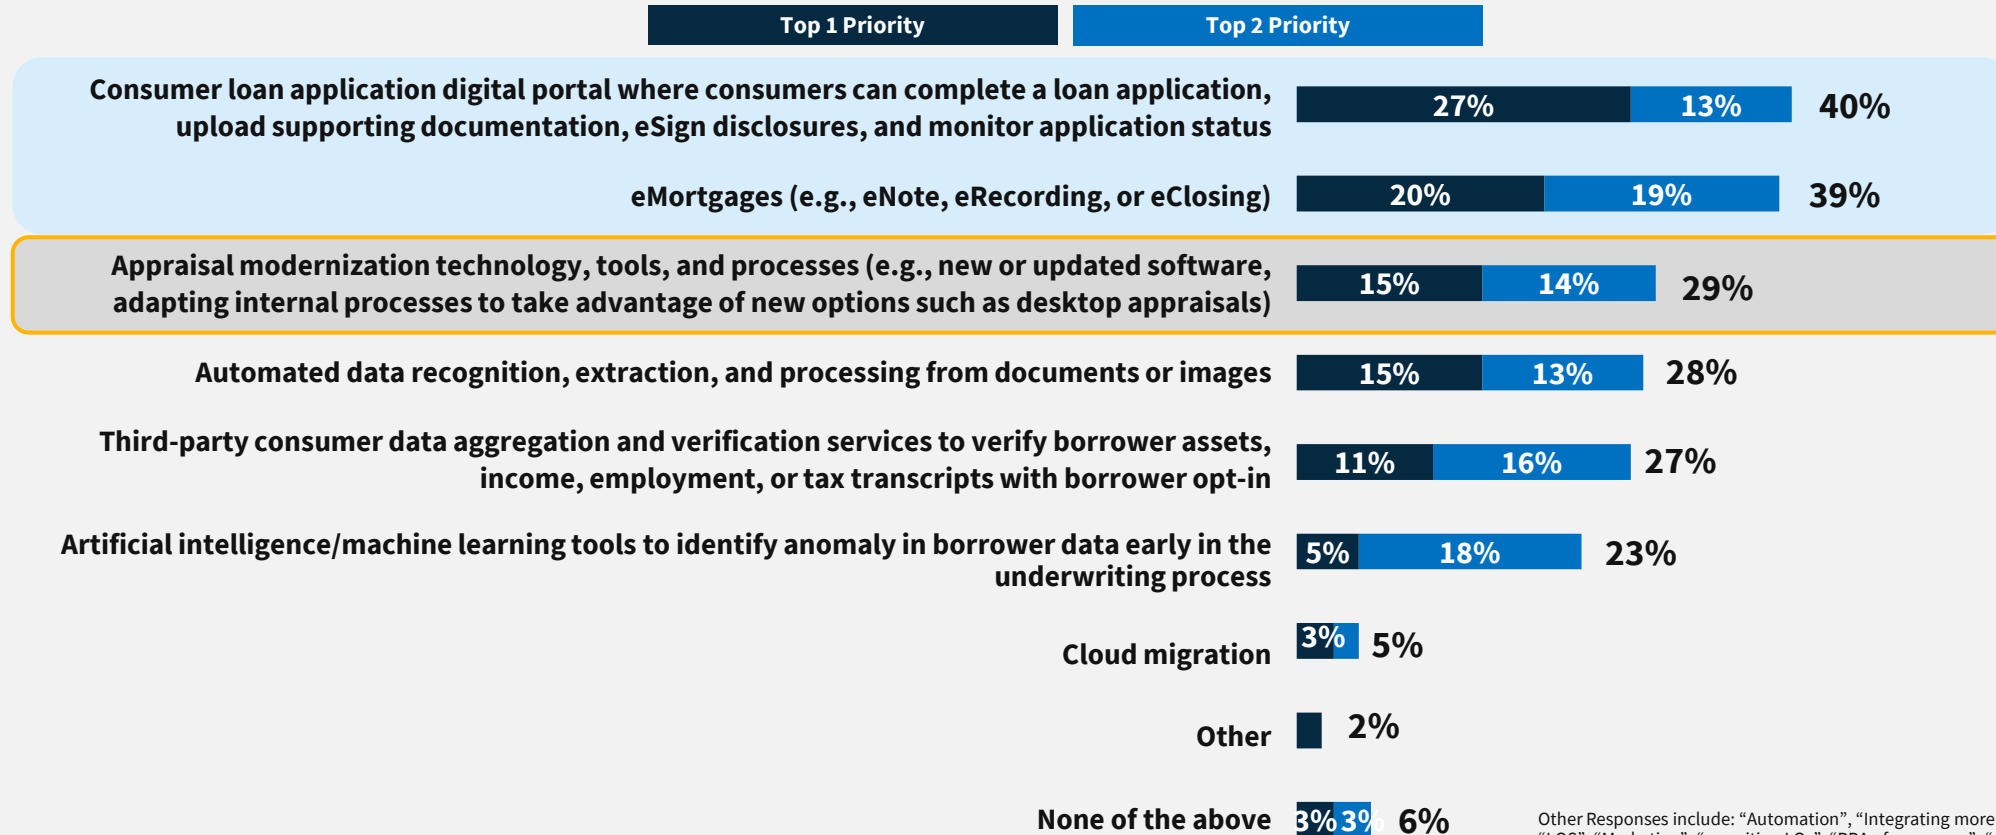 Top 1 Priority
Top 2 Priority
Consumer loan application digital portal where consumers can complete a loan application,
upload supporting documentation, eSign disclosures, and monitor application status
27%
13%
40%
eMortgages (e.g., eNote, eRecording, or eClosing)
20%
19%
39%
Appraisal modernization technology, tools, and processes (e.g., new or updated software,
adapting internal processes to take advantage of new options such as desktop appraisals)
15%
14%
29%
Automated data recognition, extraction, and processing from documents or images
15%
13%
28%
Third-party consumer data aggregation and verification services to verify borrower assets,
income, employment, or tax transcripts with borrower opt-in
11%
16%
27%
Artificial intelligence/machine learning tools to identify anomaly in borrower data early in the
underwriting process
5%
18%
23%
Cloud migration
3%
5%
Other
2%
None of the above
3%
3%
6%
Other Responses include: “Automation”, “Integrating more